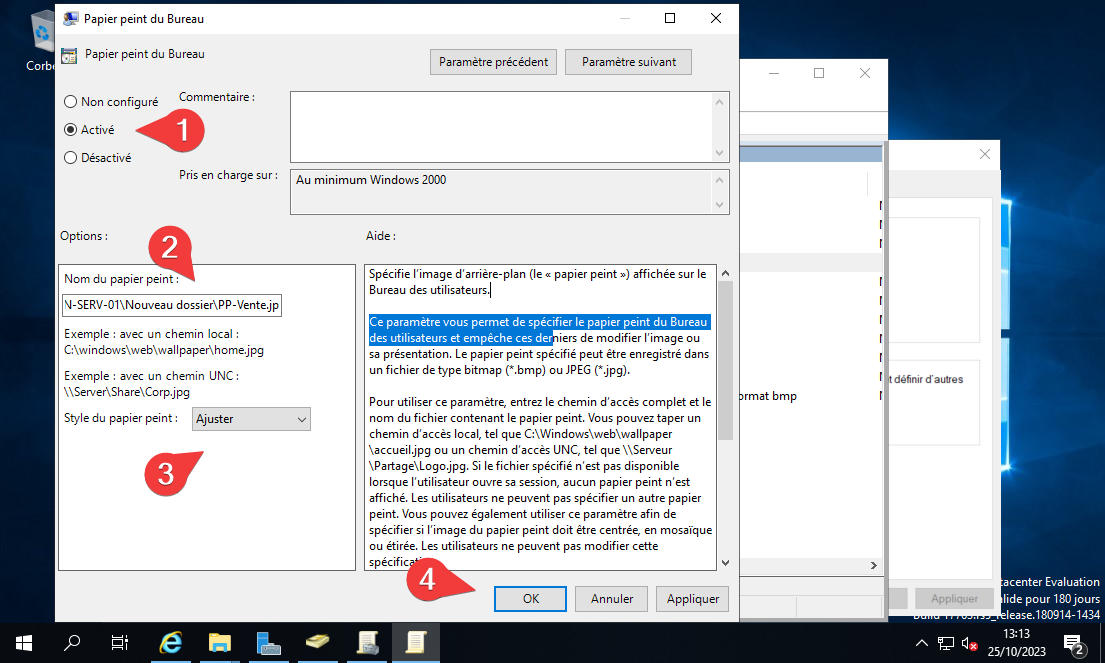 Papier peint du Bureau
Papier peint du Bureau
Paramètre précédent
Paramètre suivant
Non configuré
Commentaire :
Activé
1
Désactivé
Pris en charge sur :
Au minimum Windows 2000
Options :
2
Aide :
Nom du papier peint :
N-SERV-01\Nouveau dossier\PP-Vente.jp
Exemple : avec un chemin local :
C:\windows\web\wallpaper\home.jpg
Exemple : avec un chemin UNC :
\\Server\Share\Corp.jpg
Style du papier peint :
Ajuster
3
Spécifie l'image d'arrière-plan (le « papier peint ») affichée sur le
Bureau des utilisateurs.
Ce paramètre vous permet de spécifier le papier peint du Bureau
des utilisateurs et empêche ces derniers de modifier l'image ou
sa présentation. Le papier peint spécifié peut être enregistré dans
un fichier de type bitmap (*.bmp) ou JPEG (*.jpg).
Pour utiliser ce paramètre, entrez le chemin d'accès complet et le
nom du fichier contenant le papier peint. Vous pouvez taper un
chemin d'accès local, tel que C:\Windows\web\wallpaper
\accueil.jpg ou un chemin d'accès UNC, tel que \\Serveur
\Partage\Logo.jpg. Si le fichier spécifié n'est pas disponible
lorsque l'utilisateur ouvre sa session, aucun papier peint n'est
affiché. Les utilisateurs ne peuvent pas spécifier un autre papier
peint. Vous pouvez également utiliser ce paramètre afin de
spécifier si l'image du papier peint doit être centrée, en mosaïque
ou étirée. Les utilisateurs ne peuvent pas modifier cette
4
OK
Annuler
Appliquer
Corbe
ormat bmp
t définir d'autres
Appliquer
tacenter Evaluation
alide pour 180 jours
Build 17763.rs5_release.180914-1434
13:13
25/10/2023
2